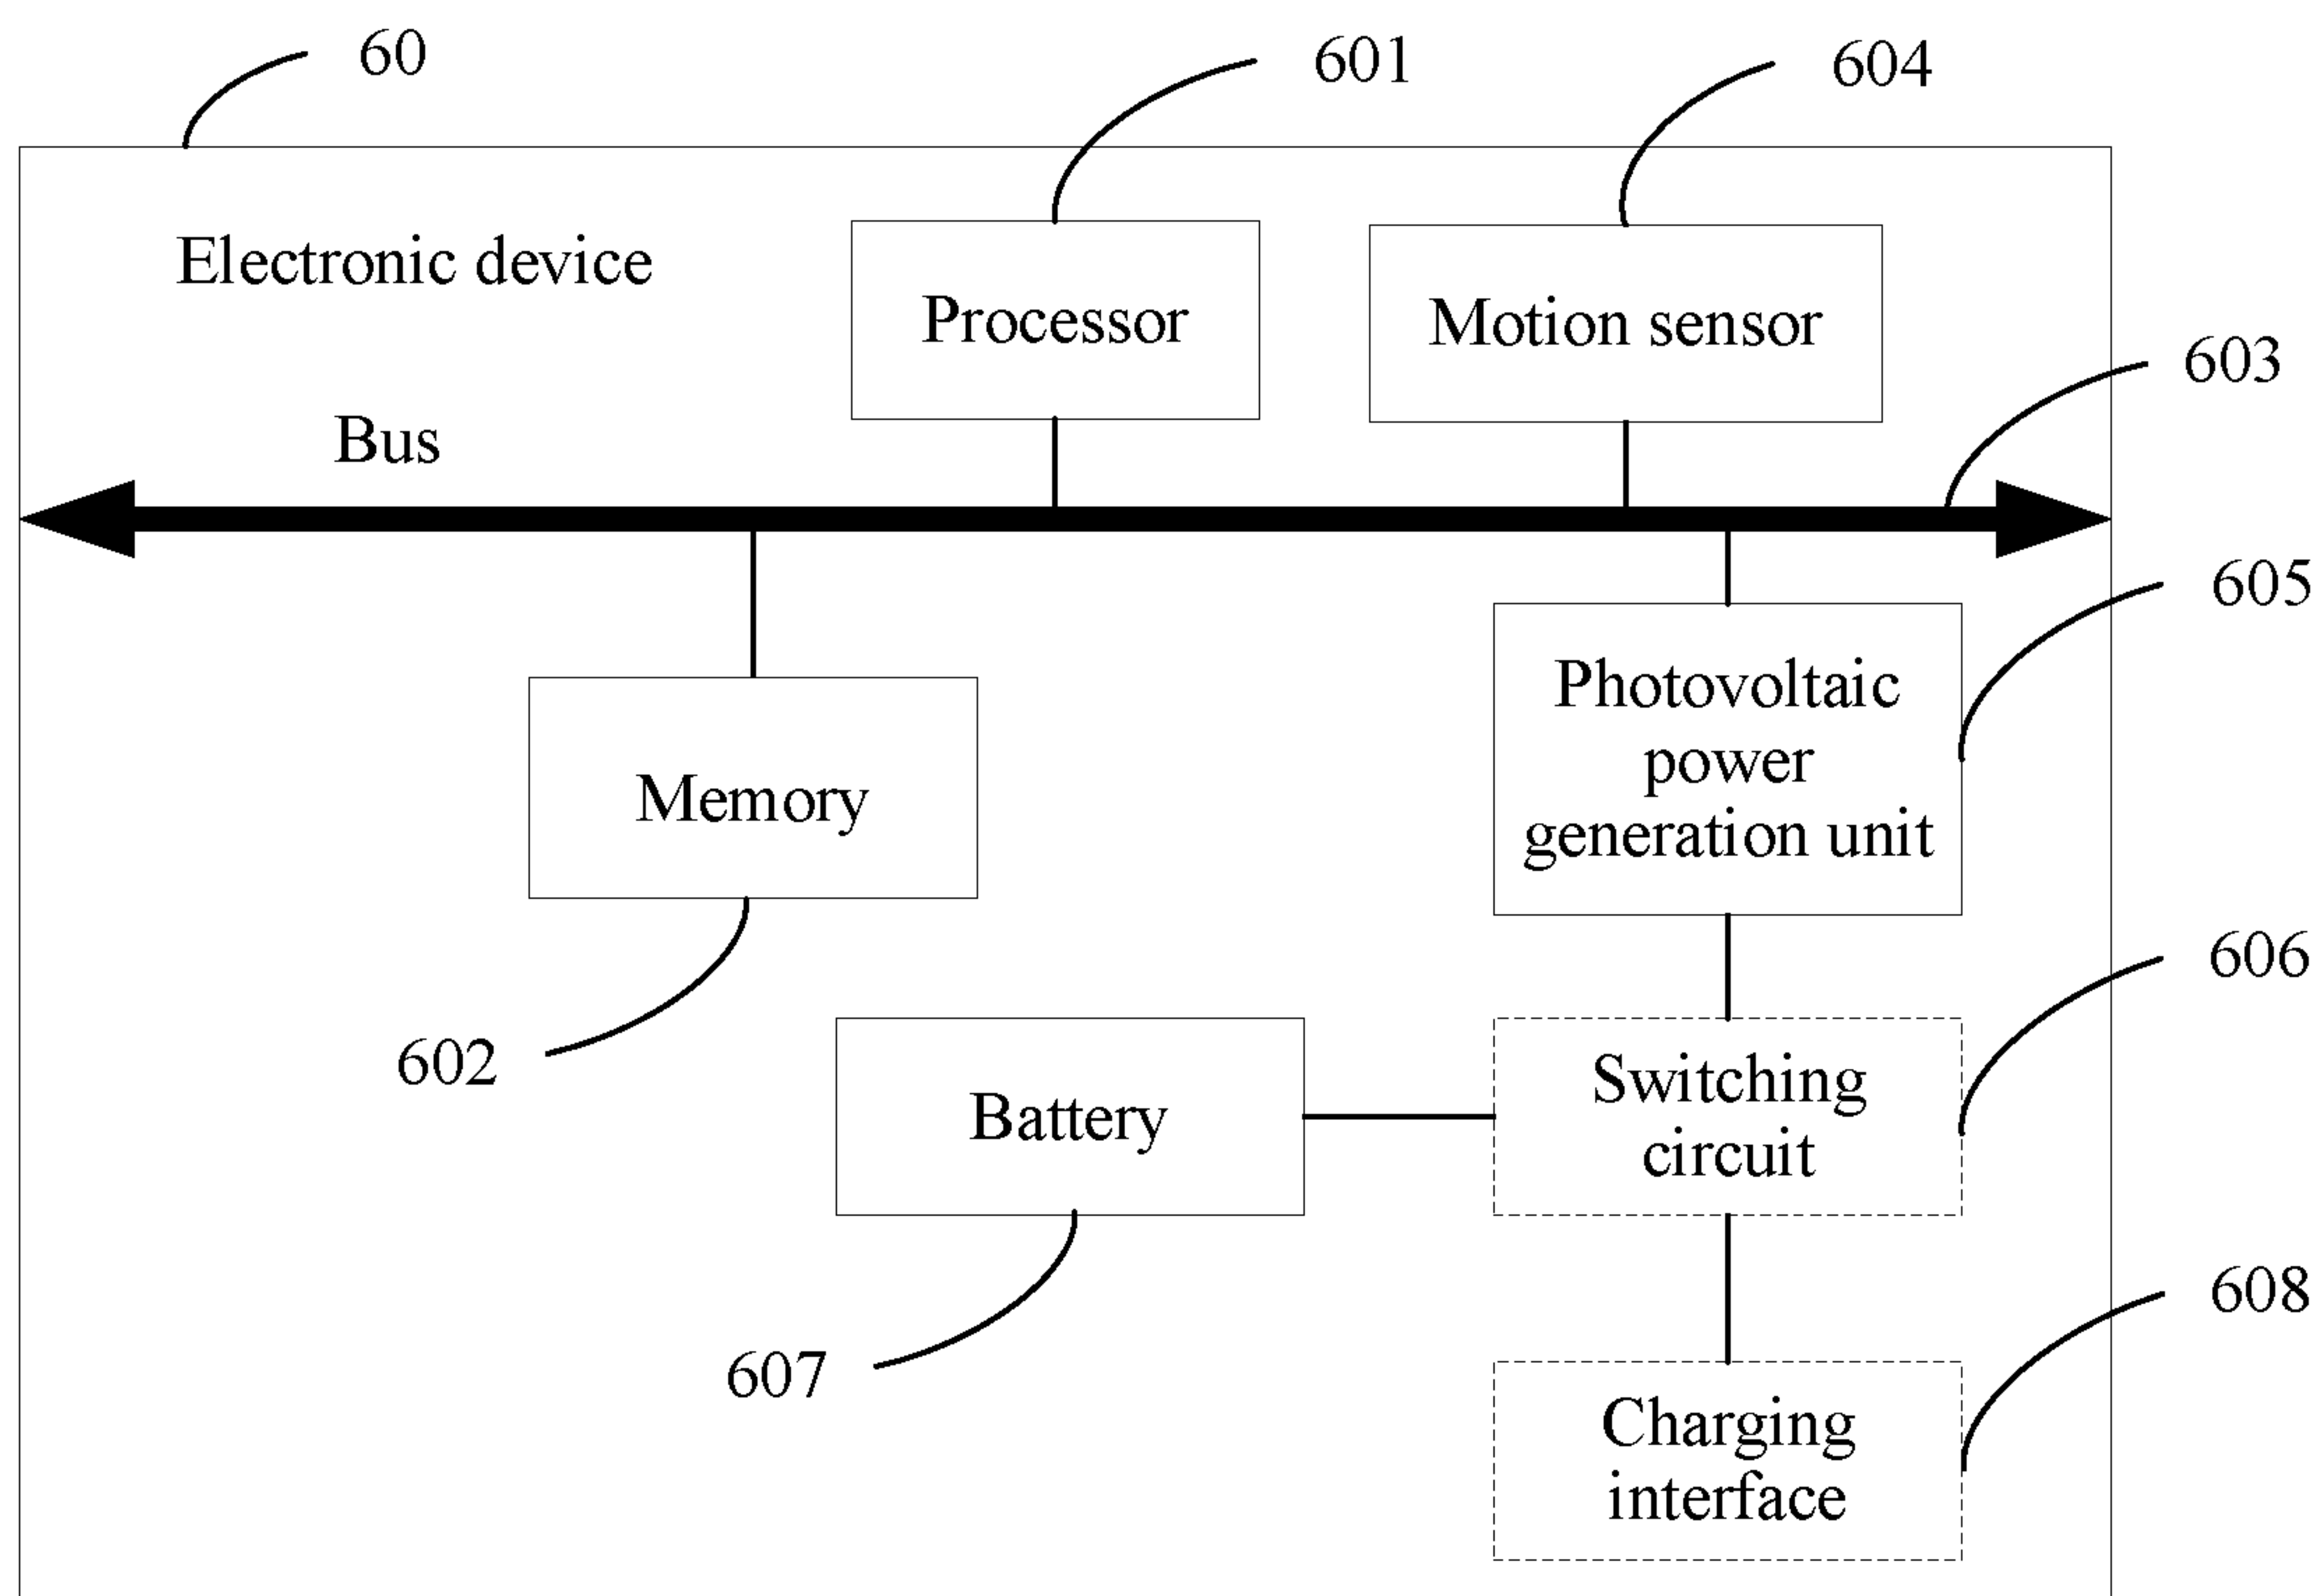 60
601
604
Electronic device
Processor
Motion sensor
603
Bus
605
Photovoltaic
power
generation unit
Memory
606
602
Battery
Switching
circuit
608
607
Charging
interface